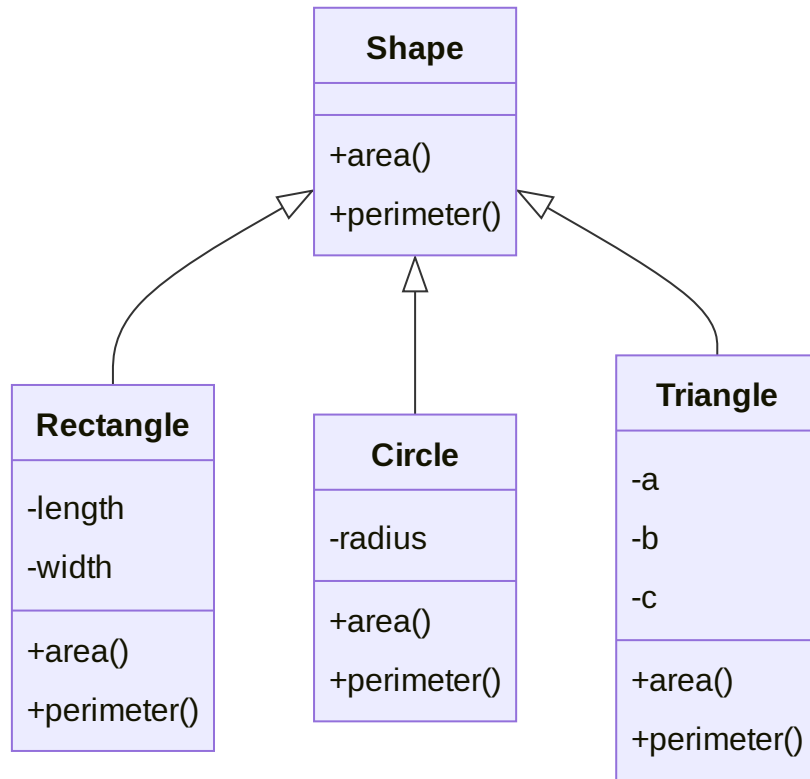 Shape
+area()
+perimeter()
Rectangle
-length
-width
+area()
+perimeter()
Circle
-radius
+area()
+perimeter()
Triangle
-a
-b
-c
+area()
+perimeter()